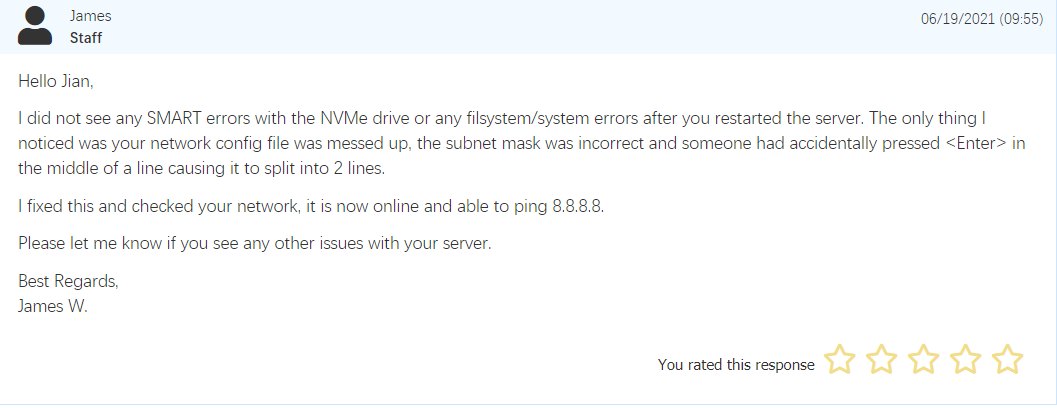 James
06/19/2021 (09:55)
Staff
Hello Jian,
I did not see any SMART errors with the NVMe drive or any filsystem/system errors after you restarted the server. The only thing I
noticed was your network config file was messed up, the subnet mask was incorrect and someone had accidentally pressed <Enter> in
the middle of a line causing it to split into 2 lines.
I fixed this and checked your network, it is now online and able to ping 8.8.8.8.
Please let me know if you see any other issues with your server.
Best Regards,
James W.
You rated this response